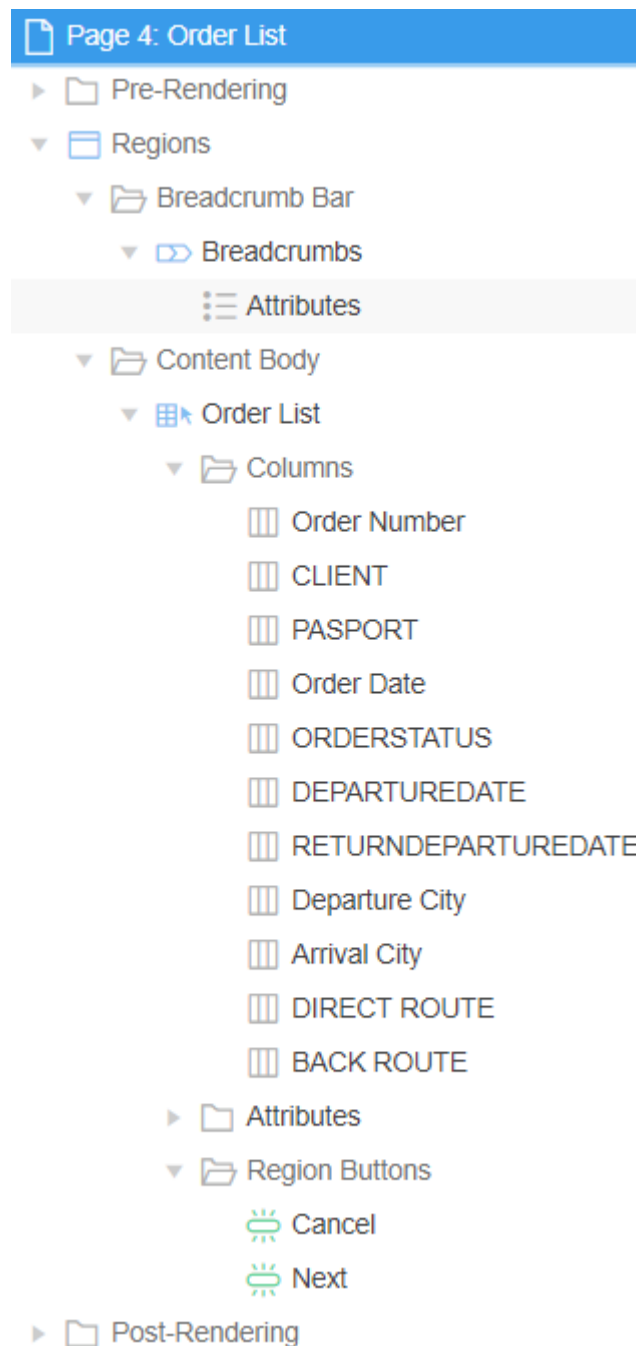 Page 4: Order List
Pre-Rendering
Regions
Breadcrumb Bar
Breadcrumbs
Attributes
Content Body
Order List
Columns
Order Number
CLIENT
PASPORT
Order Date
ORDERSTATUS
DEPARTUREDATE
RETURNDEPARTUREDATE
Departure City
Arrival City
DIRECT ROUTE
BACK ROUTE
Attributes
Region Buttons
Cancel
Next
Post-Rendering